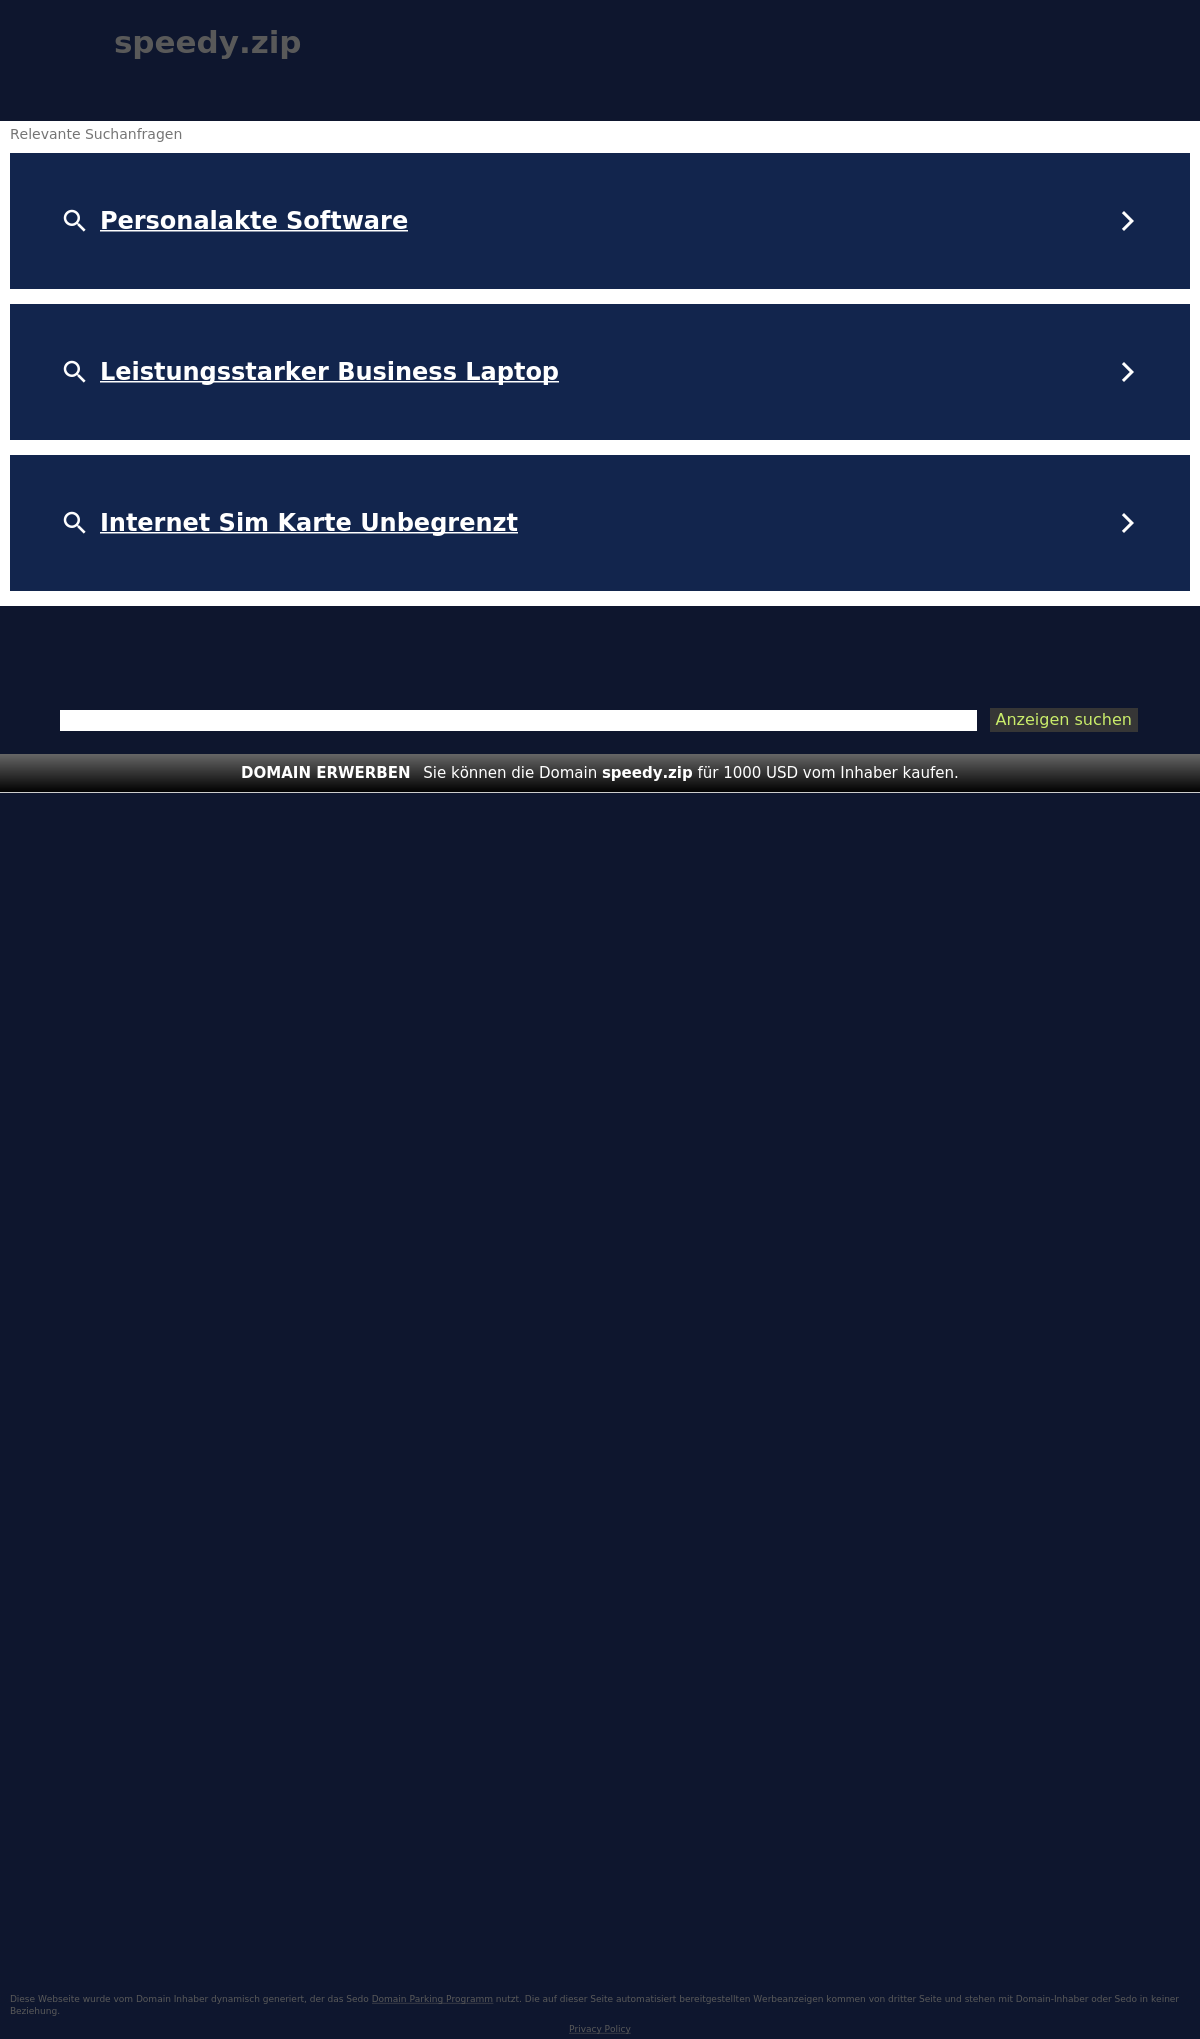 speedy.zip
Relevante Suchanfragen
Personalakte Software
Leistungsstarker Business Laptop
Internet Sim Karte Unbegrenzt
Anzeigen suchen
DOMAIN ERWERBEN Sie können die Domain speedy.zip für 1000 USD vom Inhaber kaufen.
Diese Webseite wurde vom Domain Inhaber dynamisch generiert, der das Sedo Domain Parking Programm nutzt. Die auf dieser Seite automatisiert bereitgestellten Werbeanzeigen kommen von dritter Seite und stehen mit Domain-Inhaber oder Sedo in keiner
Beziehung.
Privacy Policy